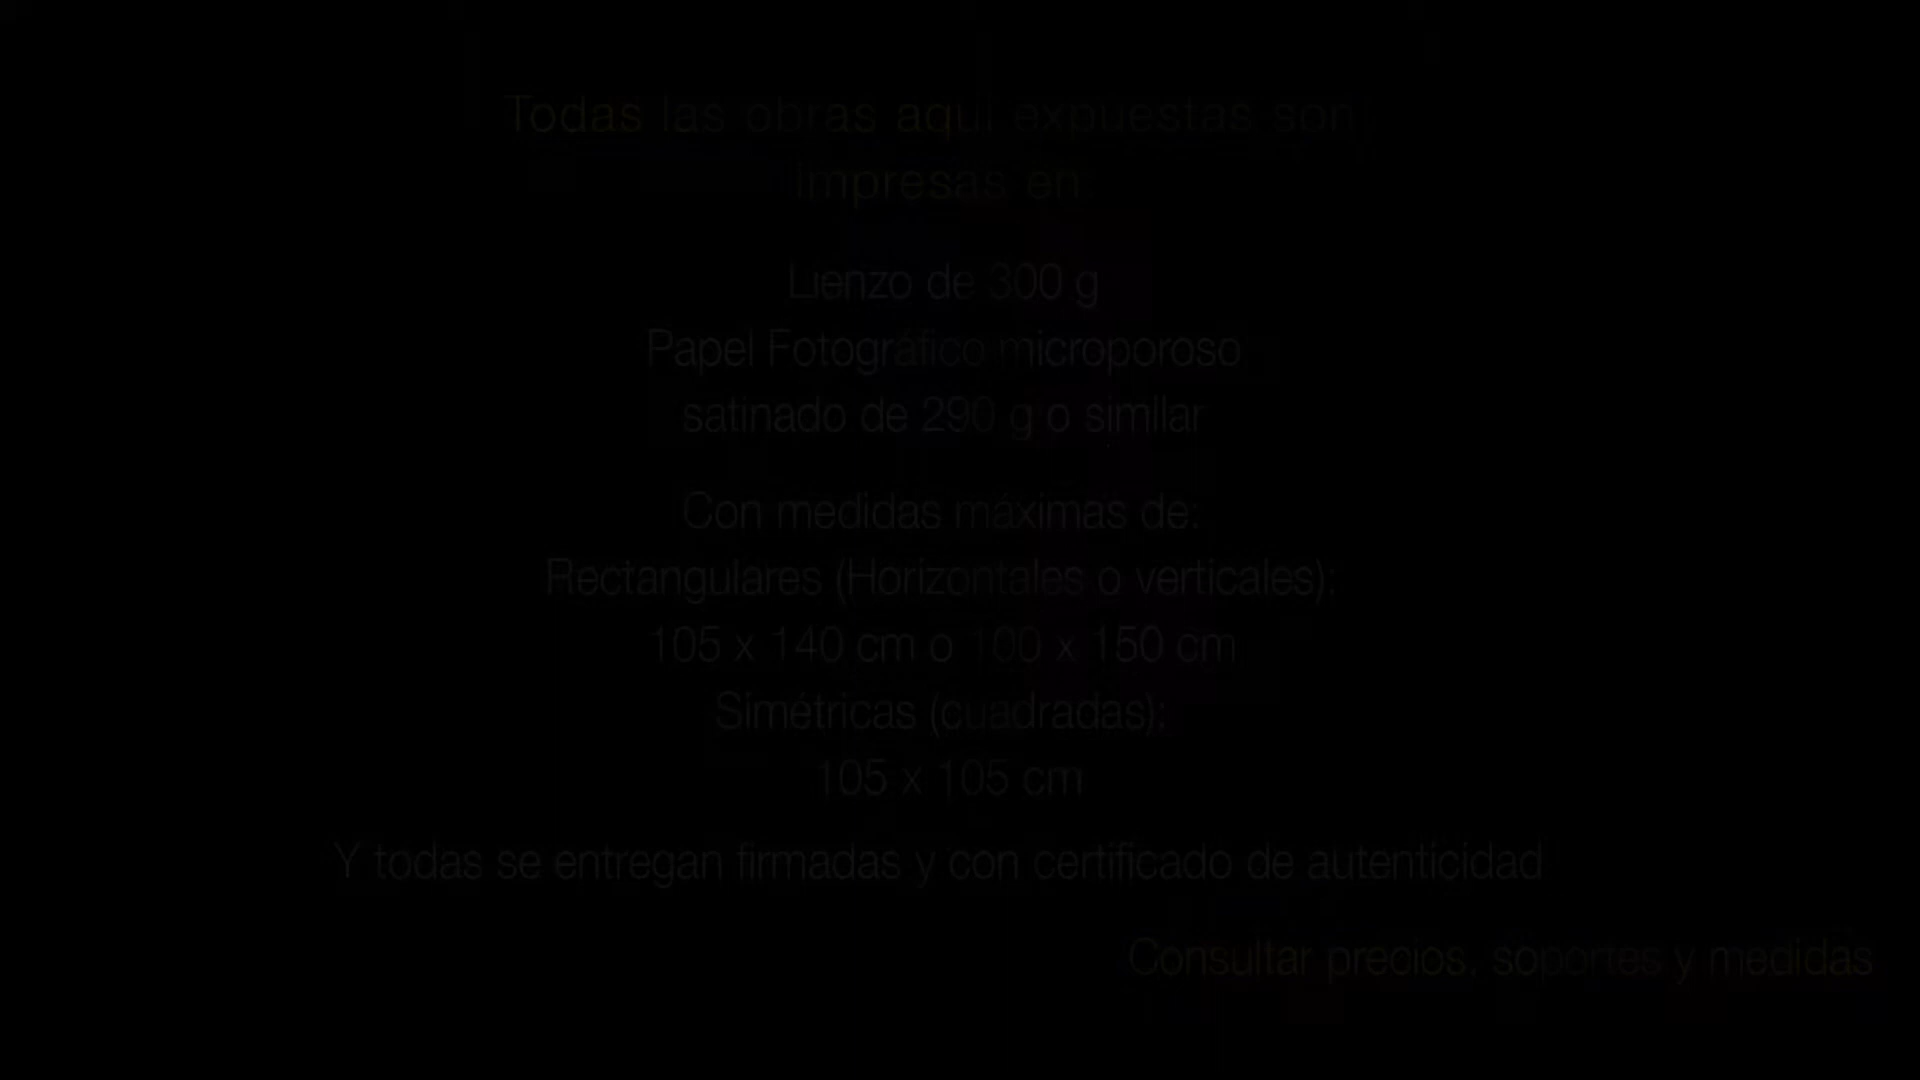 Todas las obras aquí expuestas son
impresas en:
Lienzo de 300 g
Papel Fotográfico microporoso
satinado de 290 g o similar
Con medidas máximas de:
Rectangulares (Horizontales o verticales):
105 x 140 cm o 100 x 150 cm
Simétricas (cuadradas):
105 x 105 cm
Y todas se entregan firmadas y con certificado de autenticidad
Consultar precios, soportes y medidas